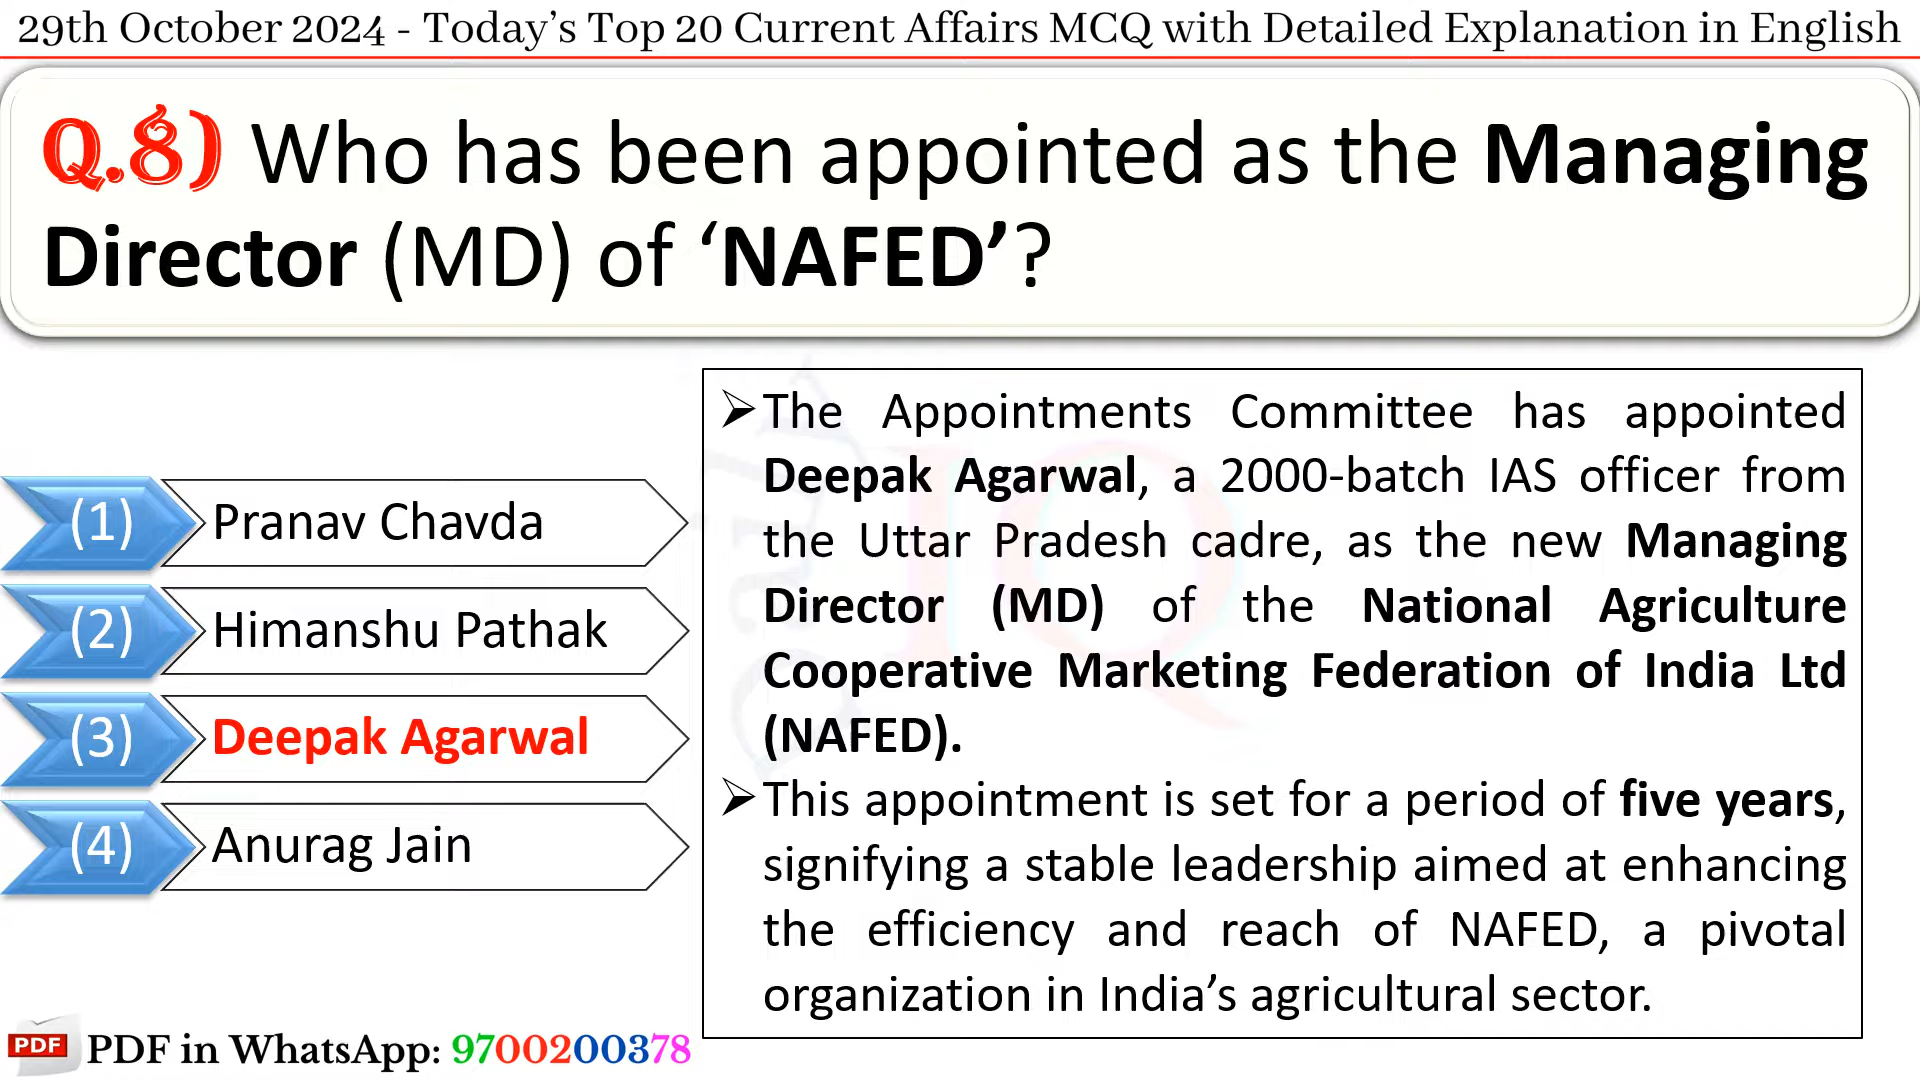 29th October 2024 - Today’s Top 20 Current Affairs MCQ with Detailed Explanation in English
Q.8) Who has been appointed as the Managing
Director (MD) of ‘NAFED’?
(1) Pranav Chavda
(2) Himanshu Pathak
(3) Deepak Agarwal
(4) Anurag Jain
➢The Appointments Committee has appointed
Deepak Agarwal, a 2000-batch IAS officer from
the Uttar Pradesh cadre, as the new Managing
Director (MD) of the National Agriculture
Cooperative Marketing Federation of India Ltd
(NAFED).
➢This appointment is set for a period of five years,
signifying a stable leadership aimed at enhancing
the efficiency and reach of NAFED, a pivotal
organization in India’s agricultural sector.
PDF PDF in WhatsApp: 9700200378